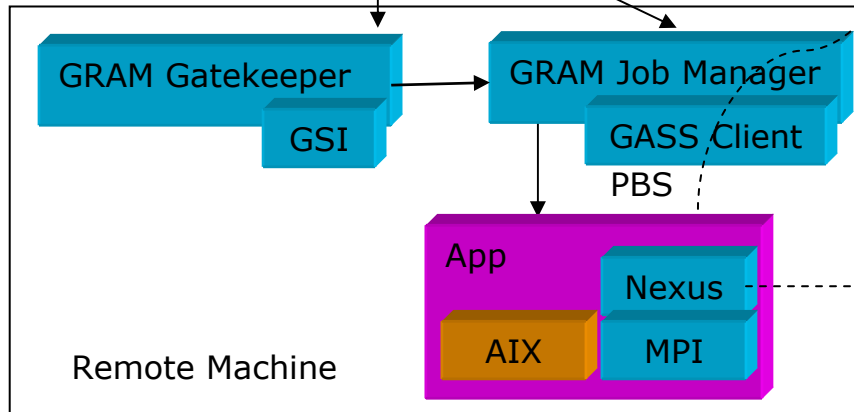 GRAM Gatekeeper
GSI
GRAM Job Manager
GASS Client
PBS
App
Nexus
AIX
MPI
Remote Machine